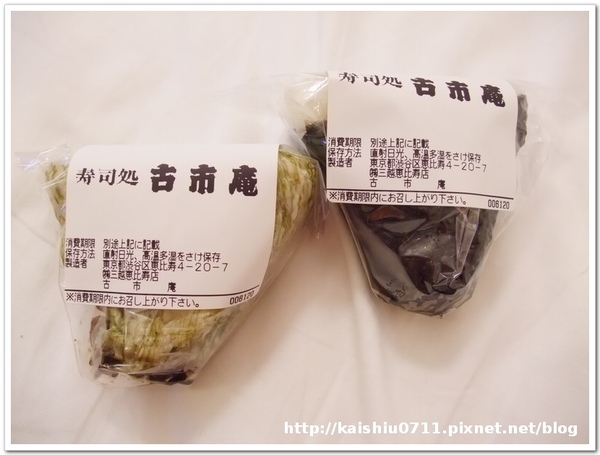 寿司処 古市庵
消費期限 別途上記に記載
保存方法 直射日光、高温多湿をさけ保存
製造者 東京都渋谷区恵比寿4-20-7
㈱三越恵比寿店
古市庵
※消費期限内にお召し上がり下さい。 006120
寿司処 古市庵
消費期限 別途上記に記載
保存方法 直射日光、高温多湿をさけ保存
製造者 東京都渋谷区恵比寿4-20-7
㈱三越恵比寿店
古市庵
※消費期限内にお召し上がり下さい。 006120
http://kaishiu0711.pixnet.net/blog